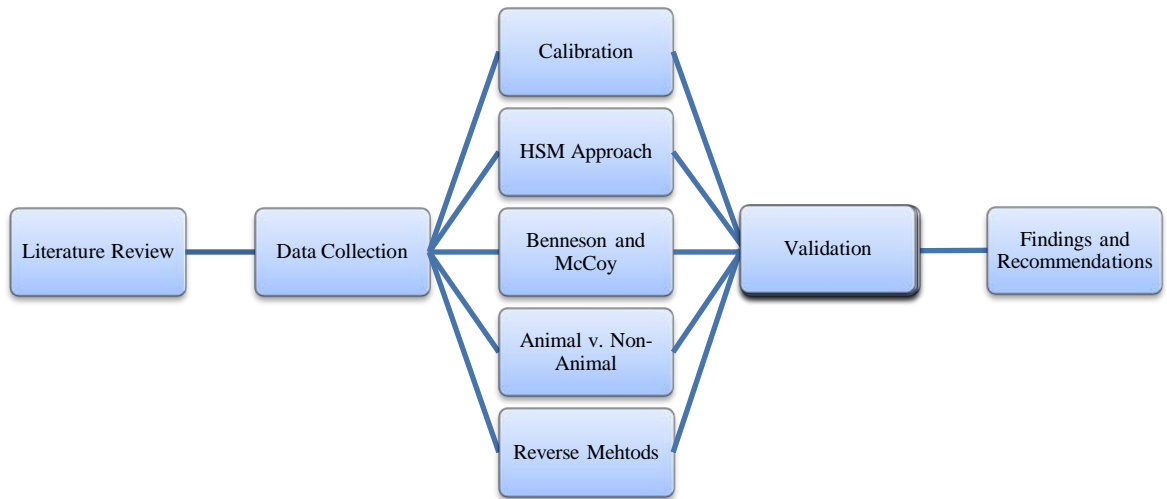 Literature Review
Data Collection
Calibration
HSM Approach
Benneson and
McCoy
Animal v. Non-
Animal
Reverse Mehtods
Validation
Findings and
Recommendations